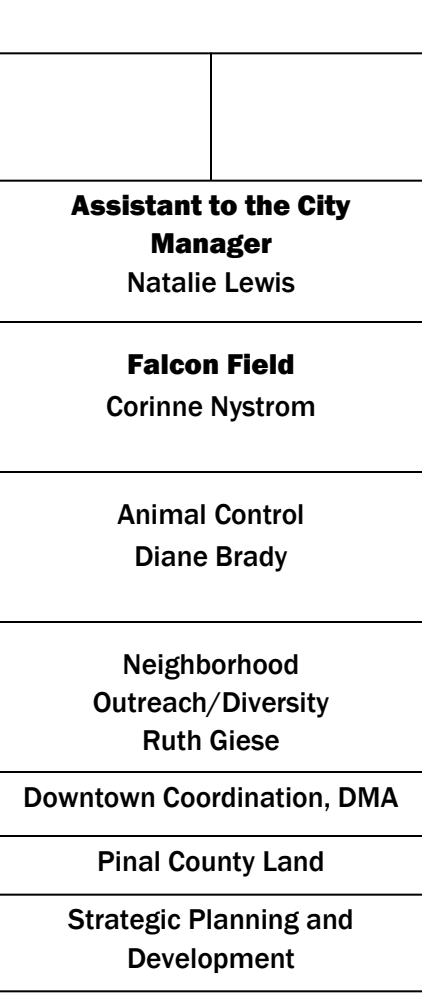 Assistant to the City
Manager
Natalie Lewis
Falcon Field
Corinne Nystrom
Animal Control
Diane Brady
Neighborhood
Outreach/Diversity
Ruth Giese
Downtown Coordination, DMA
Pinal County Land
Strategic Planning and
Development